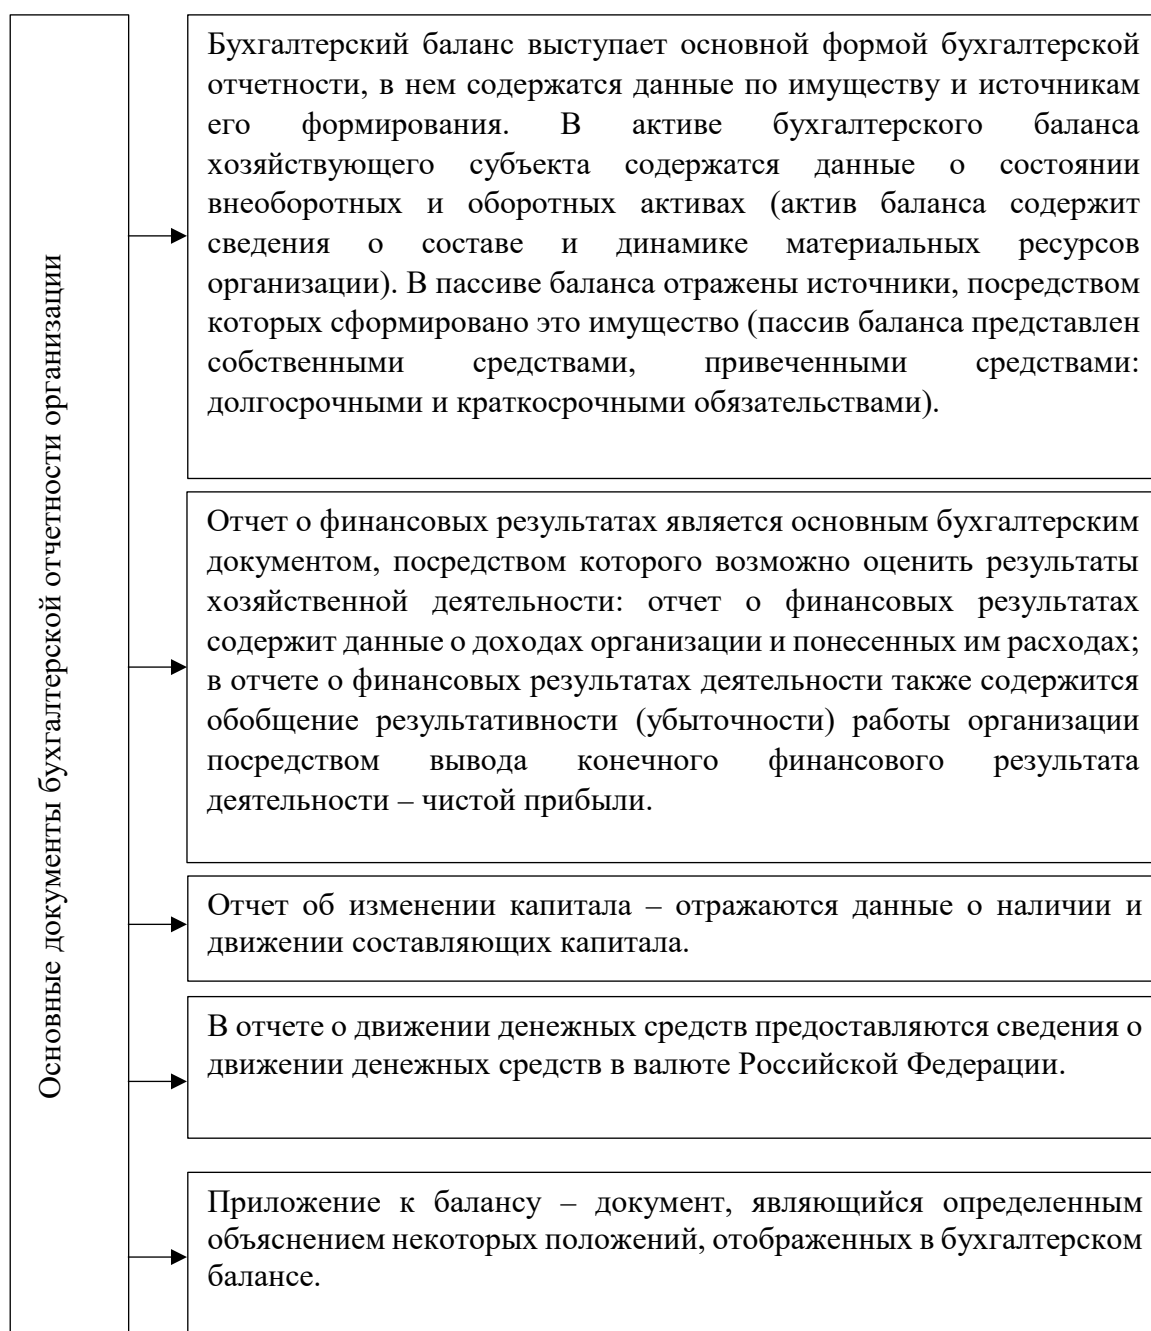 Основные документы бухгалтерской отчетности организации
Бухгалтерский баланс выступает основной формой бухгалтерской
отчетности, в нем содержатся данные по имуществу и источникам
его формирования. В активе бухгалтерского баланса
хозяйствующего субъекта содержатся данные о состоянии
внеоборотных и оборотных активах (актив баланса содержит
сведения о составе и динамике материальных ресурсов
организации). В пассиве баланса отражены источники, посредством
которых сформировано это имущество (пассив баланса представлен
собственными средствами, привеченными средствами:
долгосрочными и краткосрочными обязательствами).
Отчет о финансовых результатах является основным бухгалтерским
документом, посредством которого возможно оценить результаты
хозяйственной деятельности: отчет о финансовых результатах
содержит данные о доходах организации и понесенных им расходах;
в отчете о финансовых результатах деятельности также содержится
обобщение результативности (убыточности) работы организации
посредством вывода конечного финансового результата
деятельности – чистой прибыли.
Отчет об изменении капитала – отражаются данные о наличии и
движении составляющих капитала.
В отчете о движении денежных средств предоставляются сведения о
движении денежных средств в валюте Российской Федерации.
Приложение к балансу – документ, являющийся определенным
объяснением некоторых положений, отображенных в бухгалтерском
балансе.